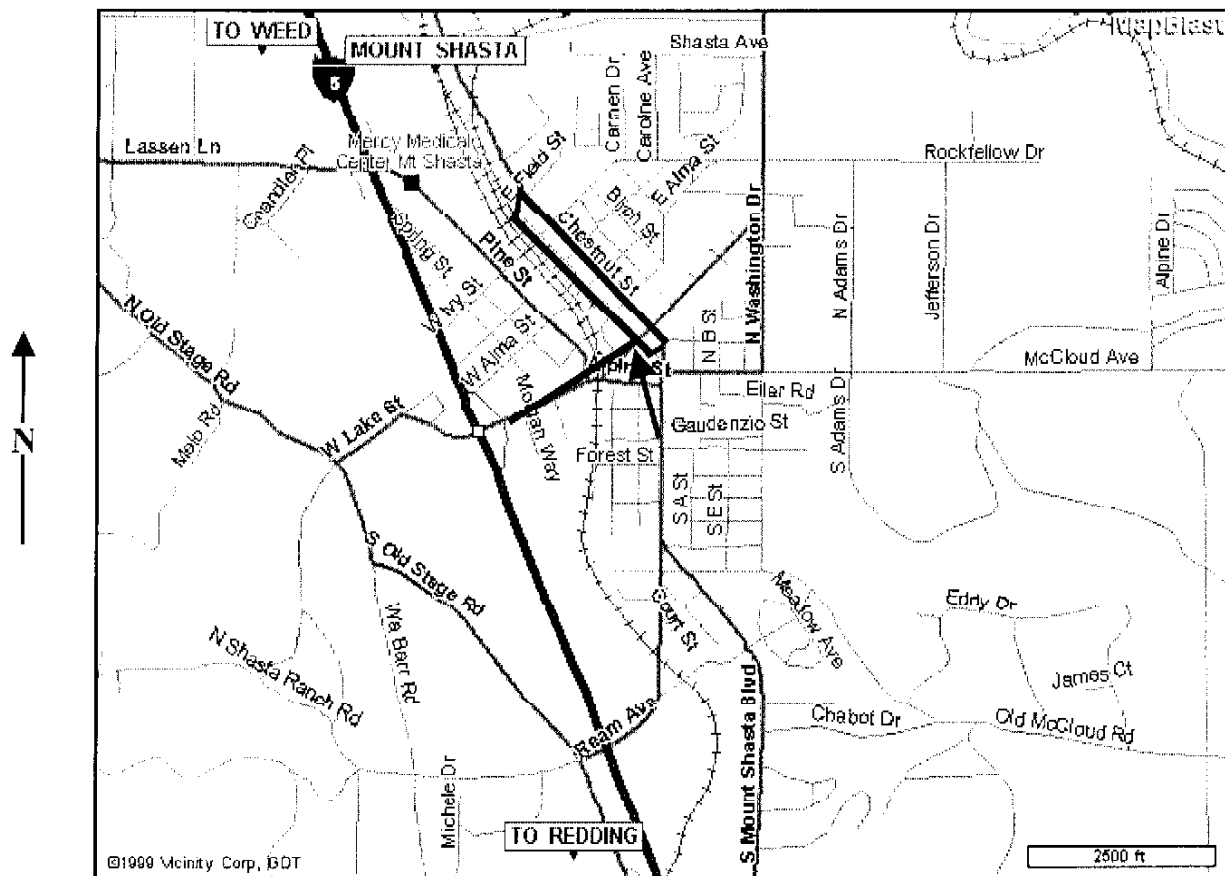 TO WEED
MapBlast
MOUNT SHASTA
Shasta Ave
5
Carmen Dr
Caroline Ave
Lassen Ln
Mercy Medical
Center Mt Shasta
Rockfellow Dr
Chandler Pl
E Field St
E Alma St
Birch St
Chestnut St
Spring St
Pine St
N Washington Dr
N Adams Dr
Jefferson Dr
Alpine Dr
W Ivy St
N Old Stage Rd
N B St
W Alma St
McCloud Ave
N
Morgan Way
Eiler Rd
W Lake St
Gaudenzio St
S Adams Dr
Forest St
S A St
S E St
S Old Stage Rd
Meadow Ave
Eddy Dr
Court St
Wa Barr Rd
N Shasta Ranch Rd
James Ct
Ream Ave
Chabot Dr
Old McCloud Rd
S Mount Shasta Blvd
Michele Dr
TO REDDING
©1999 Vicinity Corp, GDT
2500 ft